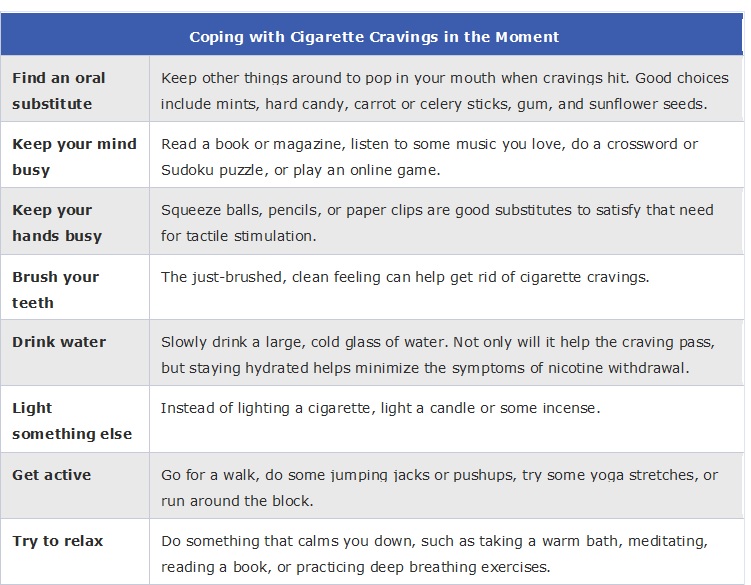 Coping with Cigarette Cravings in the Moment
Find an oral
substitute
Keep other things around to pop in your mouth when cravings hit. Good choices
include mints, hard candy, carrot or celery sticks, gum, and sunflower seeds.
Keep your mind
busy
Read a book or magazine, listen to some music you love, do a crossword or
Sudoku puzzle, or play an online game.
Keep your
hands busy
Squeeze balls, pencils, or paper clips are good substitutes to satisfy that need
for tactile stimulation.
Brush your
teeth
The just-brushed, clean feeling can help get rid of cigarette cravings.
Drink water
Slowly drink a large, cold glass of water. Not only will it help the craving pass,
but staying hydrated helps minimize the symptoms of nicotine withdrawal.
Light
something else
Instead of lighting a cigarette, light a candle or some incense.
Get active
Go for a walk, do some jumping jacks or pushups, try some yoga stretches, or
run around the block.
Try to relax
Do something that calms you down, such as taking a warm bath, meditating,
reading a book, or practicing deep breathing exercises.